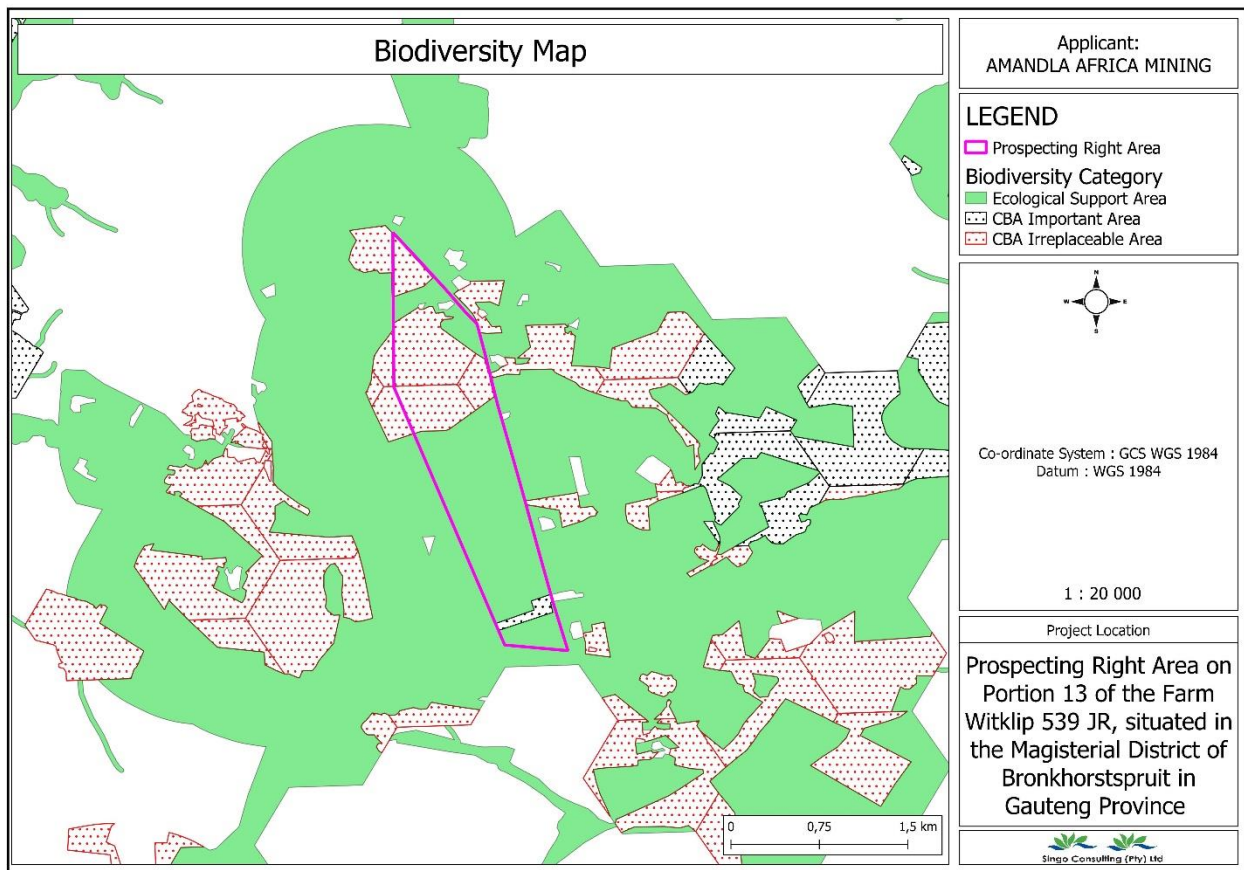 Biodiversity Map
Applicant:
AMANDLA AFRICA MINING
LEGEND
Prospecting Right Area
Biodiversity Category
Ecological Support Area
CBA Important Area
CBA Irreplaceable Area
N
W E
S
Co-ordinate System : GCS WGS 1984
Datum : WGS 1984
1 : 20 000
Project Location
Prospecting Right Area on
Portion 13 of the Farm
Witklip 539 JR, situated in
the Magisterial District of
Bronkhorstspruit in
Gauteng Province
0 0,75 1,5 km
Singo Consulting (Pty) Ltd